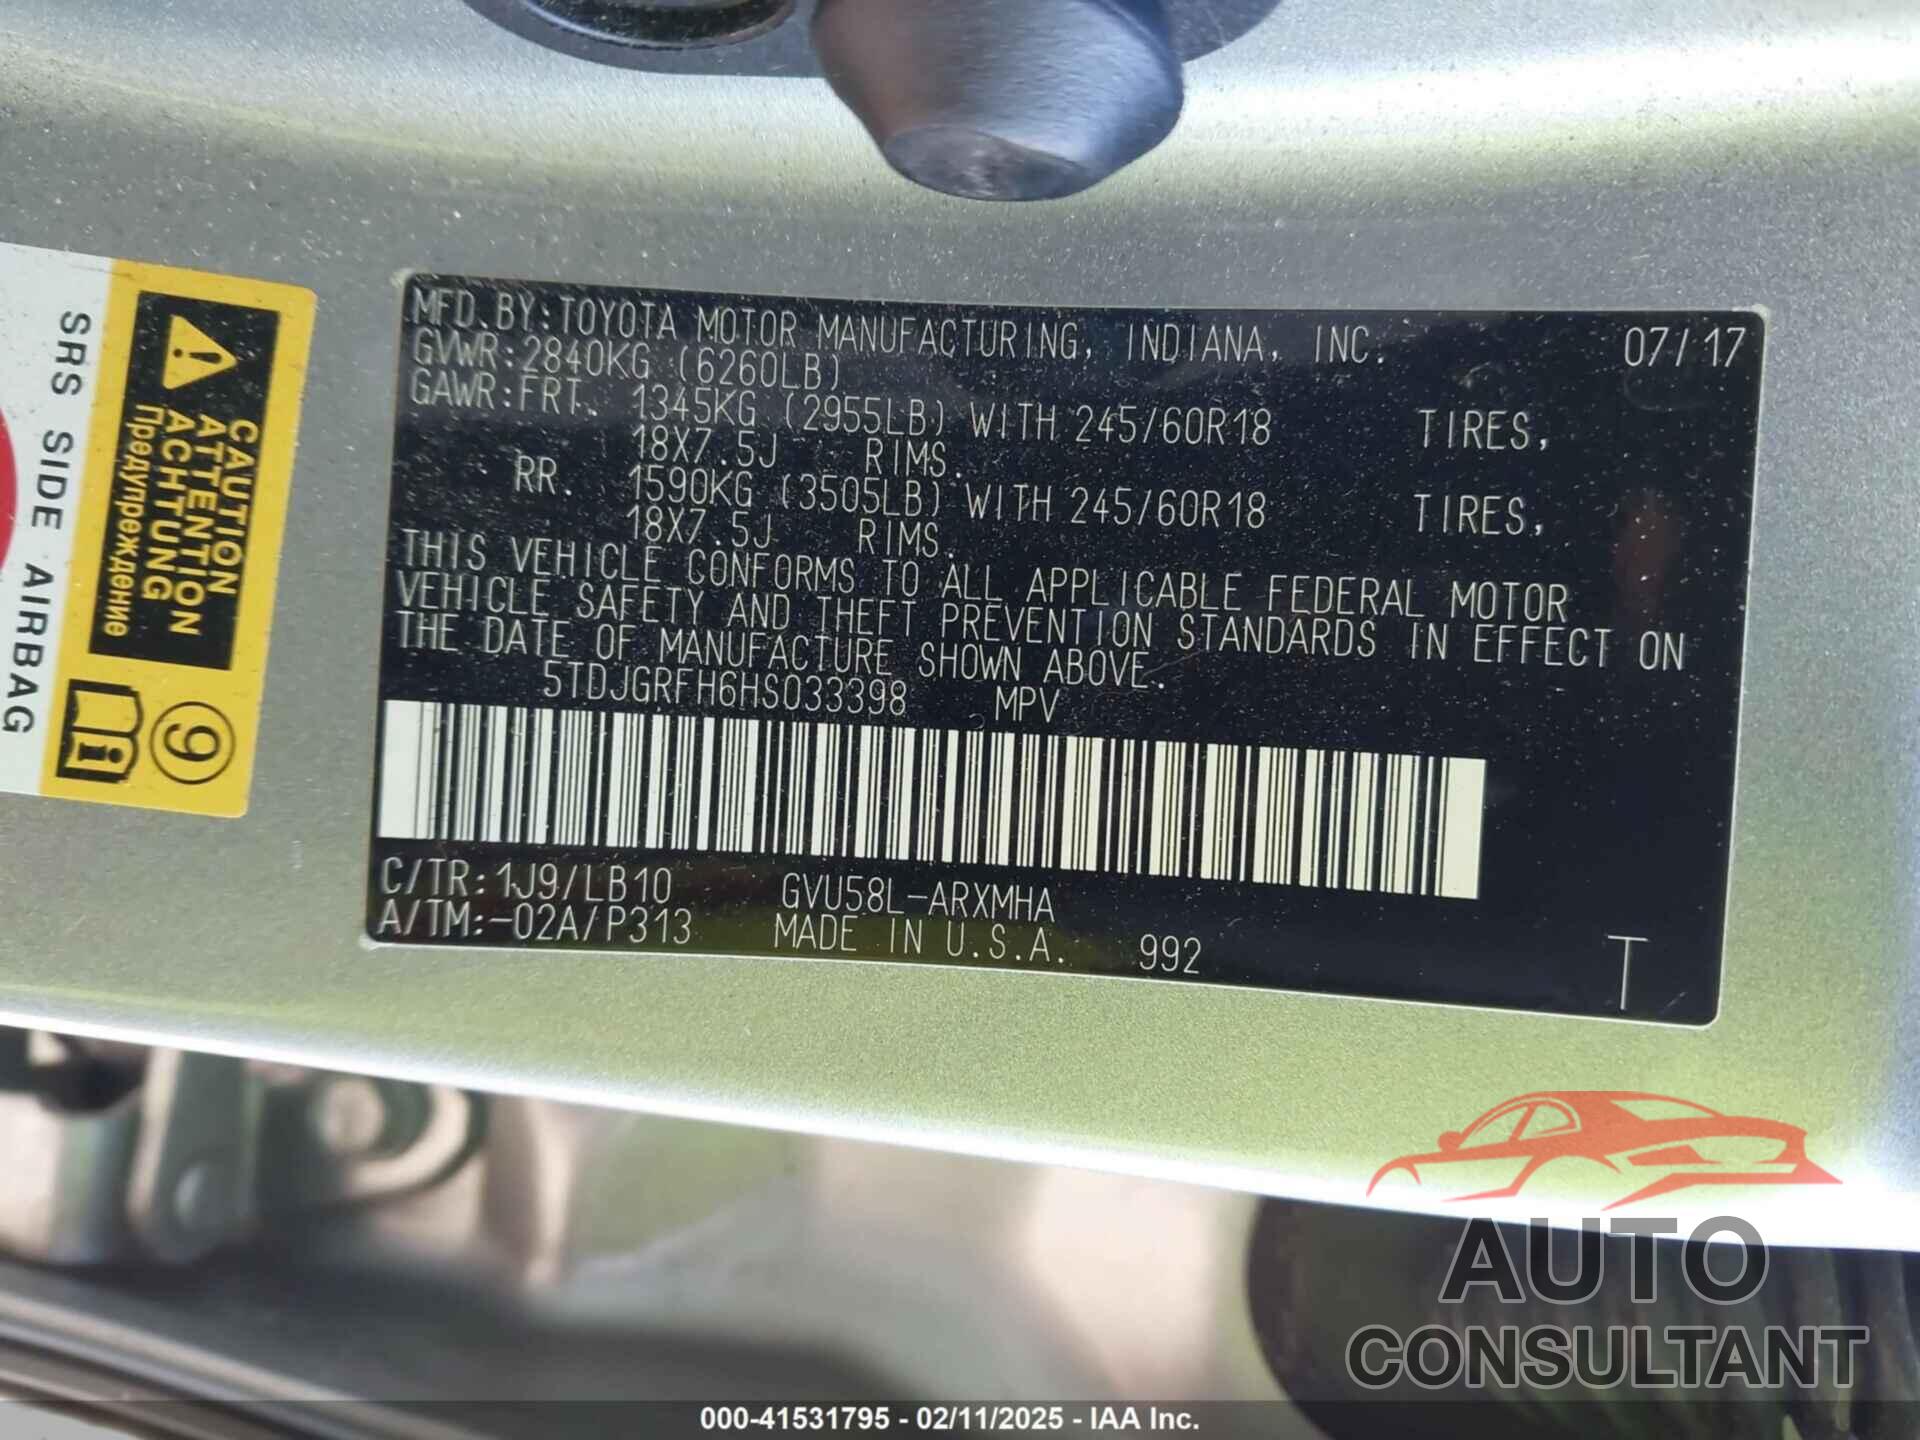 MFD.BY:TOYOTA MOTOR MANUFACTURING, INDIANA, INC. 07/17
GVWR:2840KG (6260LB)
GAWR:FRT. 1345KG (2955LB) WITH 245/60R18 TIRES,
18X7.5J RIMS.
RR. 1590KG (3505LB) WITH 245/60R18 TIRES,
18X7.5J RIMS.
THIS VEHICLE CONFORMS TO ALL APPLICABLE FEDERAL MOTOR
VEHICLE SAFETY AND THEFT PREVENTION STANDARDS IN EFFECT ON
THE DATE OF MANUFACTURE SHOWN ABOVE.
5TDJGRFH6HS033398 MPV
C/TR:1J9/LB10 GVU58L-ARXMHA
A/TM:-02A/P313 MADE IN U.S.A. 992 T
CAUTION
ATTENTION
ACHTUNG
Предупреждение
SRS SIDE AIRBAG
9
i
AUTO
CONSULTANT
000-41531795 - 02/11/2025 - IAA Inc.